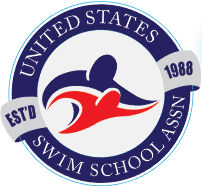 UNITED STATES
EST'D
1988
SWIM SCHOOL ASSN